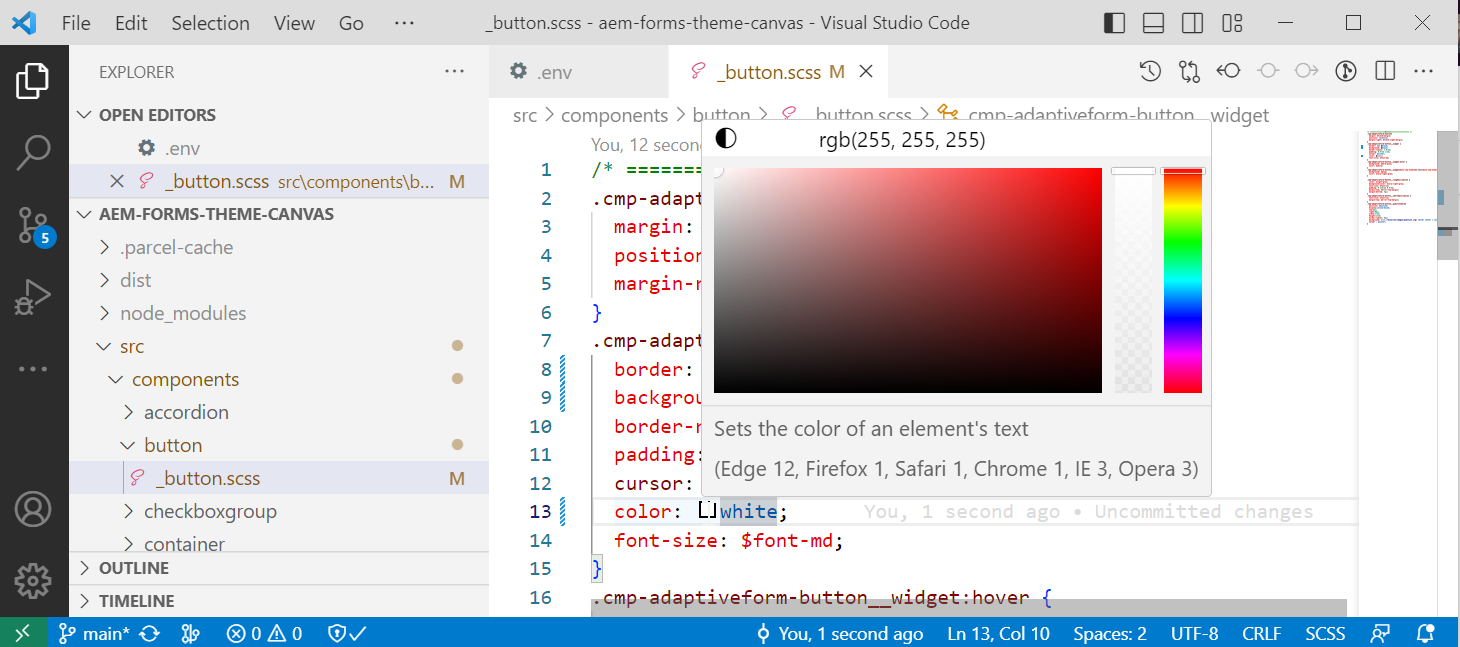 File Edit Selection View Go ··· _button.scss - aem-forms-theme-canvas - Visual Studio Code
EXPLORER ···
OPEN EDITORS
.env
_button.scss src\components\b... M
AEM-FORMS-THEME-CANVAS
.parcel-cache
dist
node_modules
src
components
accordion
button
_button.scss M
checkboxgroup
container
OUTLINE
TIMELINE
5
.env _button.scss M
src > components > button > _button.scss > cmp-adaptiveform-button__widget
You, 12 secon
rgb(255, 255, 255)
1 /* =======
2 .cmp-adapt
3 margin:
4 position
5 margin-r
6 }
7 .cmp-adapt
8 border:
9 backgrou
10 border-r
11 padding:
12 cursor:
Sets the color of an element's text
(Edge 12, Firefox 1, Safari 1, Chrome 1, IE 3, Opera 3)
13 color: white; You, 1 second ago • Uncommitted changes
14 font-size: $font-md;
15 }
16 .cmp-adaptiveform-button__widget:hover {
main* 0 0 You, 1 second ago Ln 13, Col 10 Spaces: 2 UTF-8 CRLF SCSS